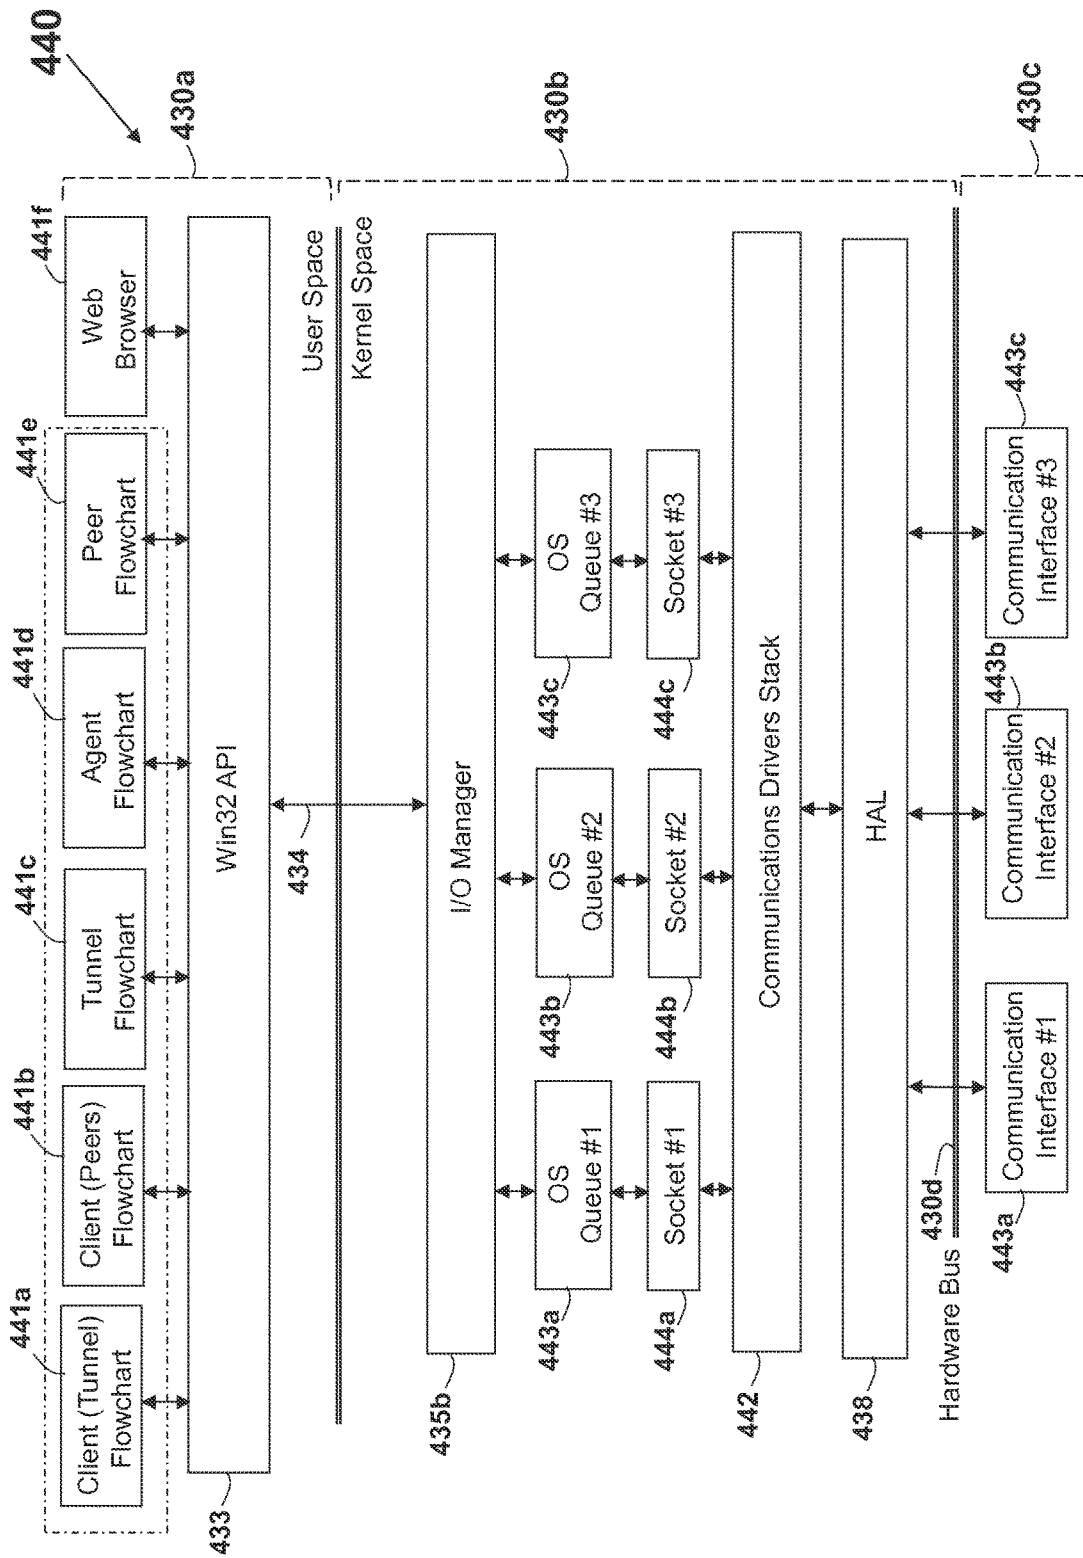 440
441a
441b
441c
441d
441e
441f
430a
Client (Tunnel)
Flowchart
Client (Peers)
Flowchart
Tunnel
Flowchart
Agent
Flowchart
Peer
Flowchart
Web
Browser
433
Win32 API
434
User Space
Kernel Space
430b
435b
I/O Manager
OS
Queue #1
443a
OS
Queue #2
443b
OS
Queue #3
443c
Socket #1
444a
Socket #2
444b
Socket #3
444c
442
Communications Drivers Stack
438
HAL
Hardware Bus
430d
430c
443a
Communication
Interface #1
443b
Communication
Interface #2
443c
Communication
Interface #3